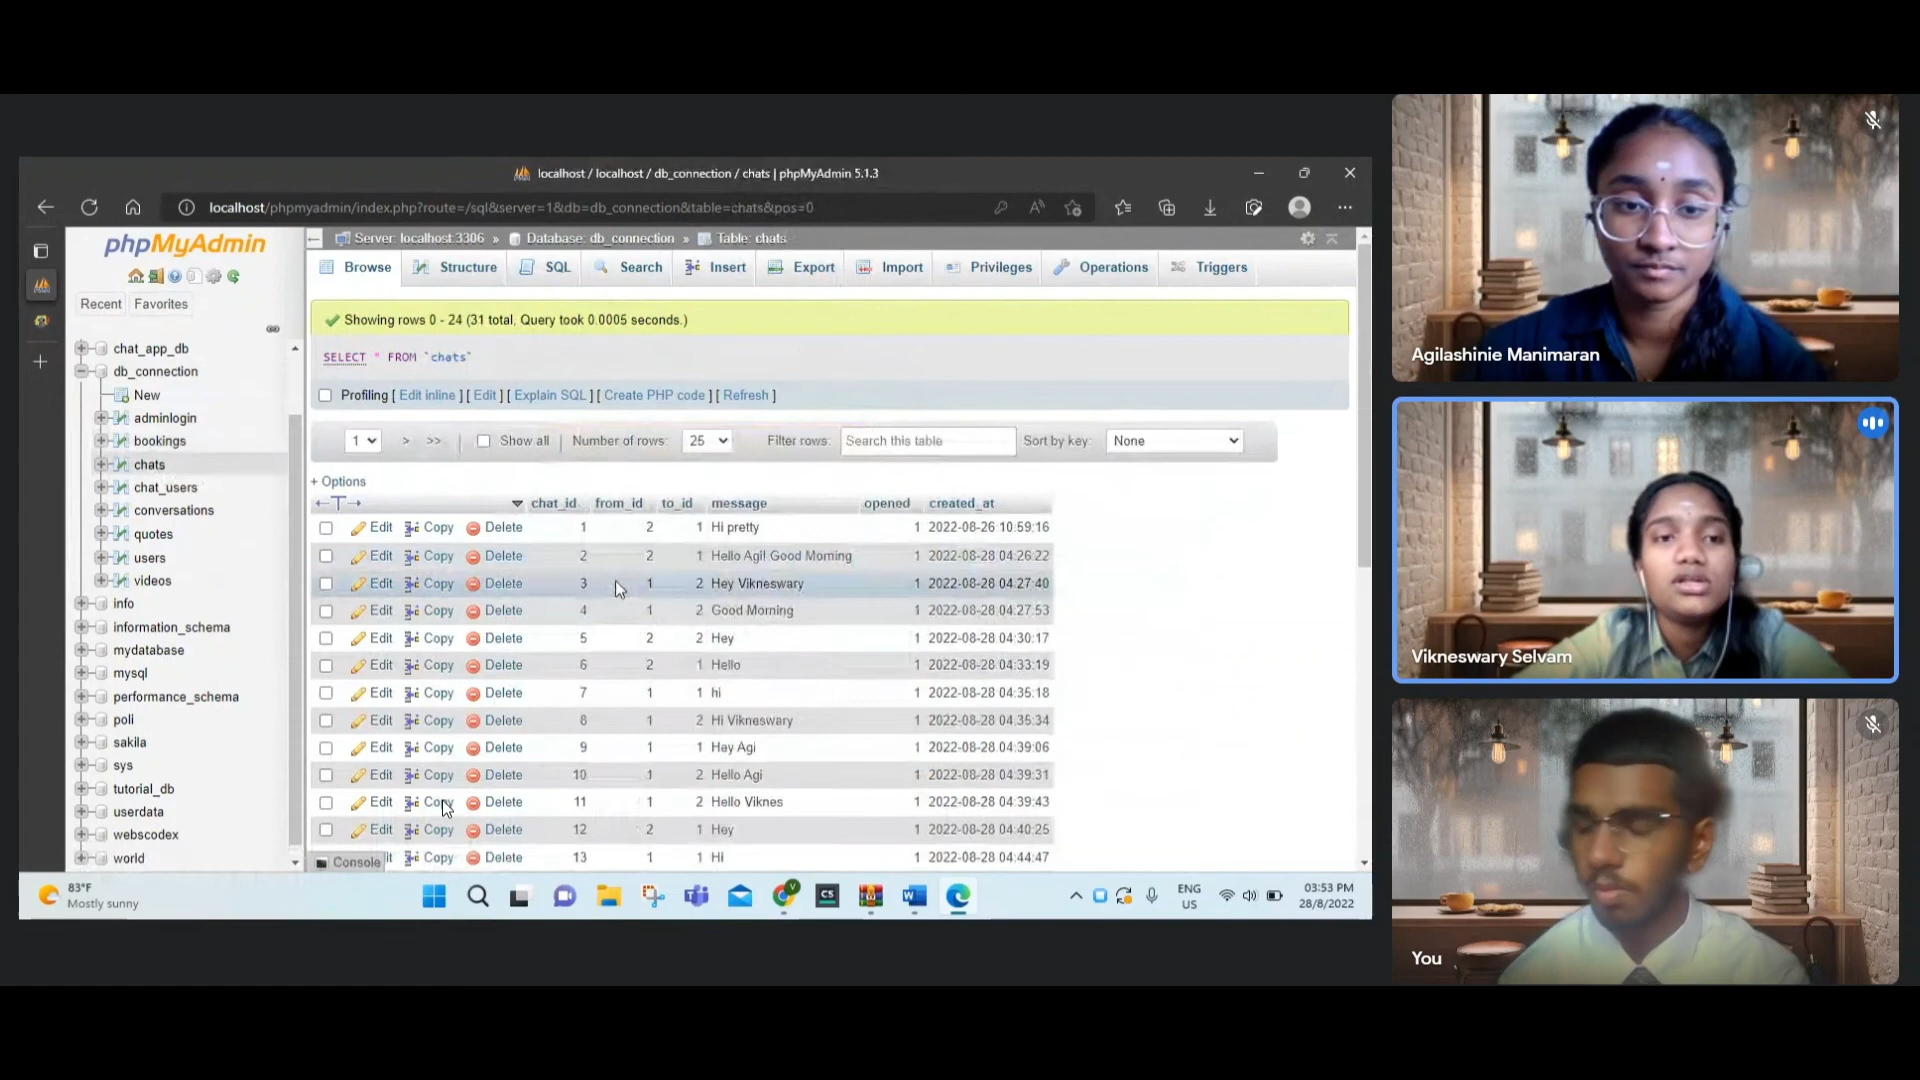 localhost / localhost / db_connection / chats | phpMyAdmin 5.1.3
localhost/phpmyadmin/index.php?route=/sql&server=1&db=db_connection&table=chats&pos=0
phpMyAdmin
Recent Favorites
chat_app_db
db_connection
New
adminlogin
bookings
chats
chat_users
conversations
quotes
users
videos
info
information_schema
mydatabase
mysql
performance_schema
poli
sakila
sys
tutorial_db
userdata
webscodex
world
Server: localhost:3306 » Database: db_connection » Table: chats
Browse Structure SQL Search Insert Export Import Privileges Operations Triggers
Showing rows 0 - 24 (31 total, Query took 0.0005 seconds.)
SELECT * FROM `chats`
Profiling [ Edit inline ] [ Edit ] [ Explain SQL ] [ Create PHP code ] [ Refresh ]
1 > >> Show all Number of rows: 25 Filter rows: Search this table Sort by key: None
+ Options
chat_id from_id to_id message opened created_at
Edit Copy Delete 1 2 1 Hi pretty 1 2022-08-26 10:59:16
Edit Copy Delete 2 2 1 Hello Agi! Good Morning 1 2022-08-28 04:26:22
Edit Copy Delete 3 1 2 Hey Vikneswary 1 2022-08-28 04:27:40
Edit Copy Delete 4 1 2 Good Morning 1 2022-08-28 04:27:53
Edit Copy Delete 5 2 2 Hey 1 2022-08-28 04:30:17
Edit Copy Delete 6 2 1 Hello 1 2022-08-28 04:33:19
Edit Copy Delete 7 1 1 hi 1 2022-08-28 04:35:18
Edit Copy Delete 8 1 2 Hi Vikneswary 1 2022-08-28 04:35:34
Edit Copy Delete 9 1 1 Hey Agi 1 2022-08-28 04:39:06
Edit Copy Delete 10 1 2 Hello Agi 1 2022-08-28 04:39:31
Edit Copy Delete 11 1 2 Hello Viknes 1 2022-08-28 04:39:43
Edit Copy Delete 12 2 1 Hey 1 2022-08-28 04:40:25
Console Copy Delete 13 1 1 Hi 1 2022-08-28 04:44:47
83°F
Mostly sunny
V
CS
ENG
US
03:53 PM
28/8/2022
Agilashinie Manimaran
Vikneswary Selvam
You